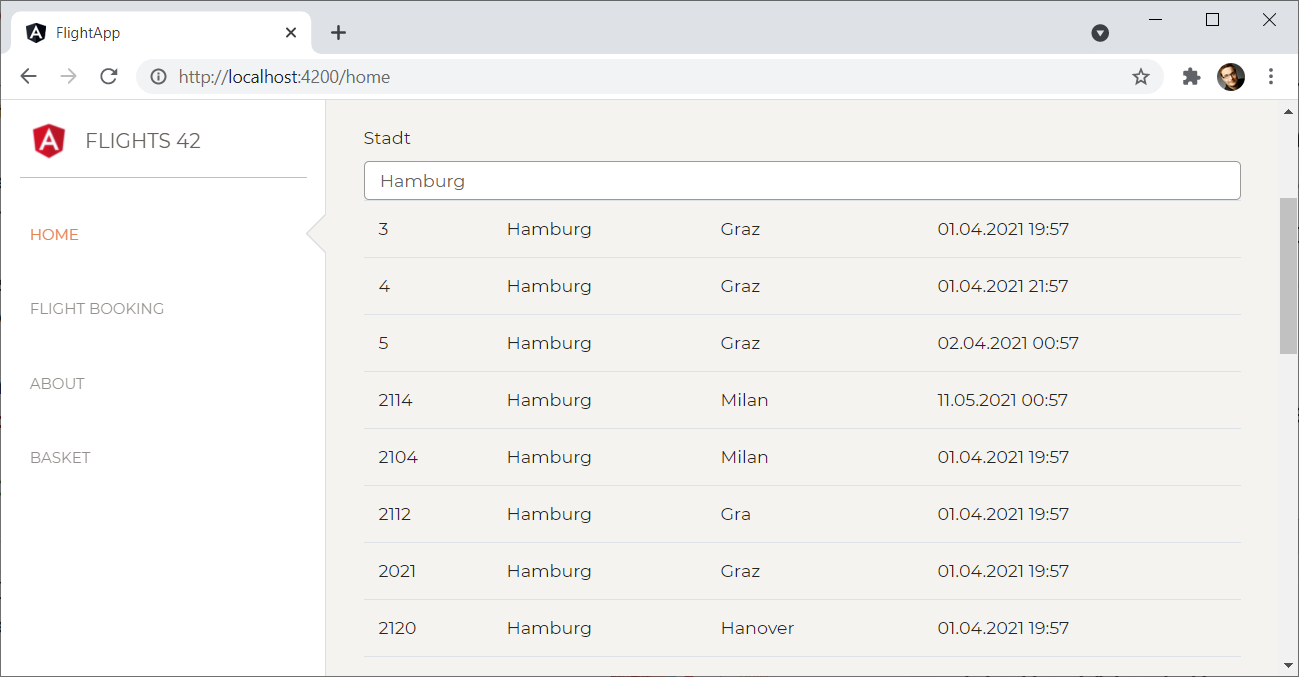 FlightApp
http://localhost:4200/home
FLIGHTS 42
HOME
FLIGHT BOOKING
ABOUT
BASKET
Stadt
Hamburg
3 Hamburg Graz 01.04.2021 19:57
4 Hamburg Graz 01.04.2021 21:57
5 Hamburg Graz 02.04.2021 00:57
2114 Hamburg Milan 11.05.2021 00:57
2104 Hamburg Milan 01.04.2021 19:57
2112 Hamburg Gra 01.04.2021 19:57
2021 Hamburg Graz 01.04.2021 19:57
2120 Hamburg Hanover 01.04.2021 19:57